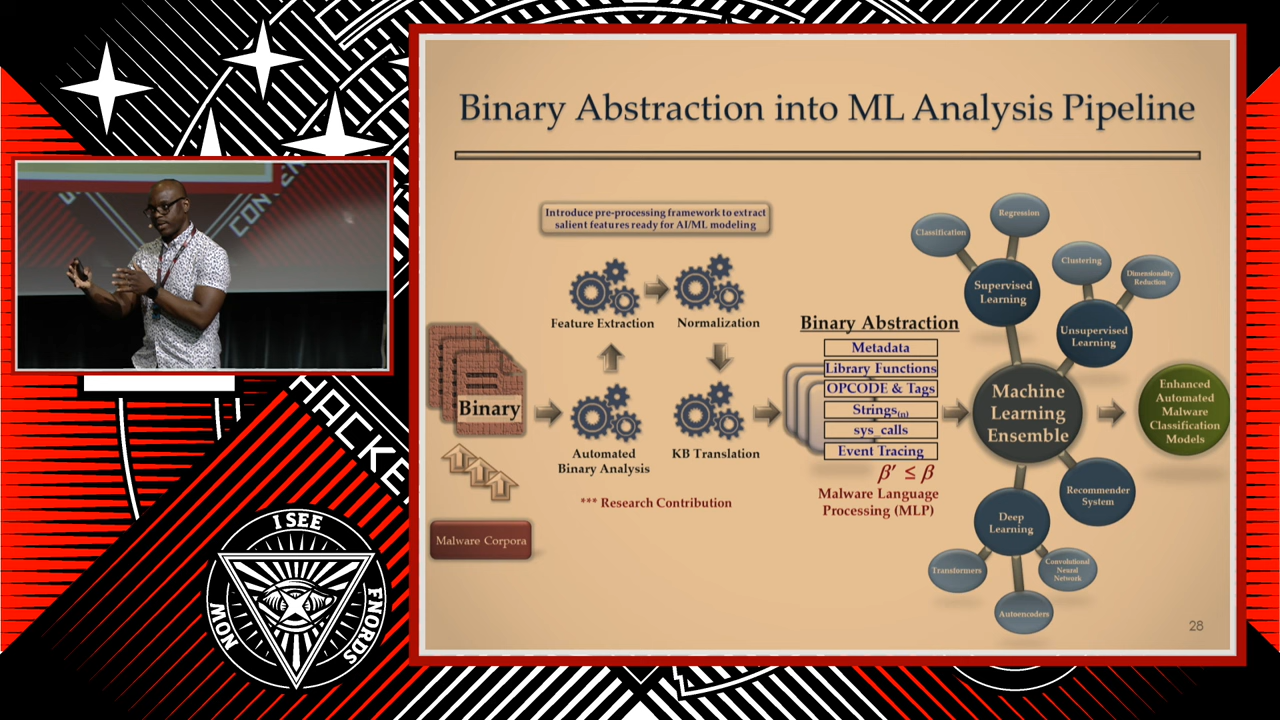 Binary Abstraction into ML Analysis Pipeline
Introduce pre-processing framework to extract
salient features ready for AI/ML modeling
Feature Extraction
Normalization
Automated
Binary Analysis
KB Translation
*** Research Contribution
Binary
Malware Corpora
Binary Abstraction
Metadata
Library Functions
OPCODE & Tags
Strings(n)
sys_calls
Event Tracing
β′ ≤ β
Malware Language
Processing (MLP)
Classification
Regression
Supervised
Learning
Clustering
Dimensionality
Reduction
Unsupervised
Learning
Machine
Learning
Ensemble
Enhanced
Automated
Malware
Classification
Models
Recommender
System
Deep
Learning
Transformers
Convolutional
Neural
Network
Autoencoders
28
HACKE
I SEE
FNORDS
NOW